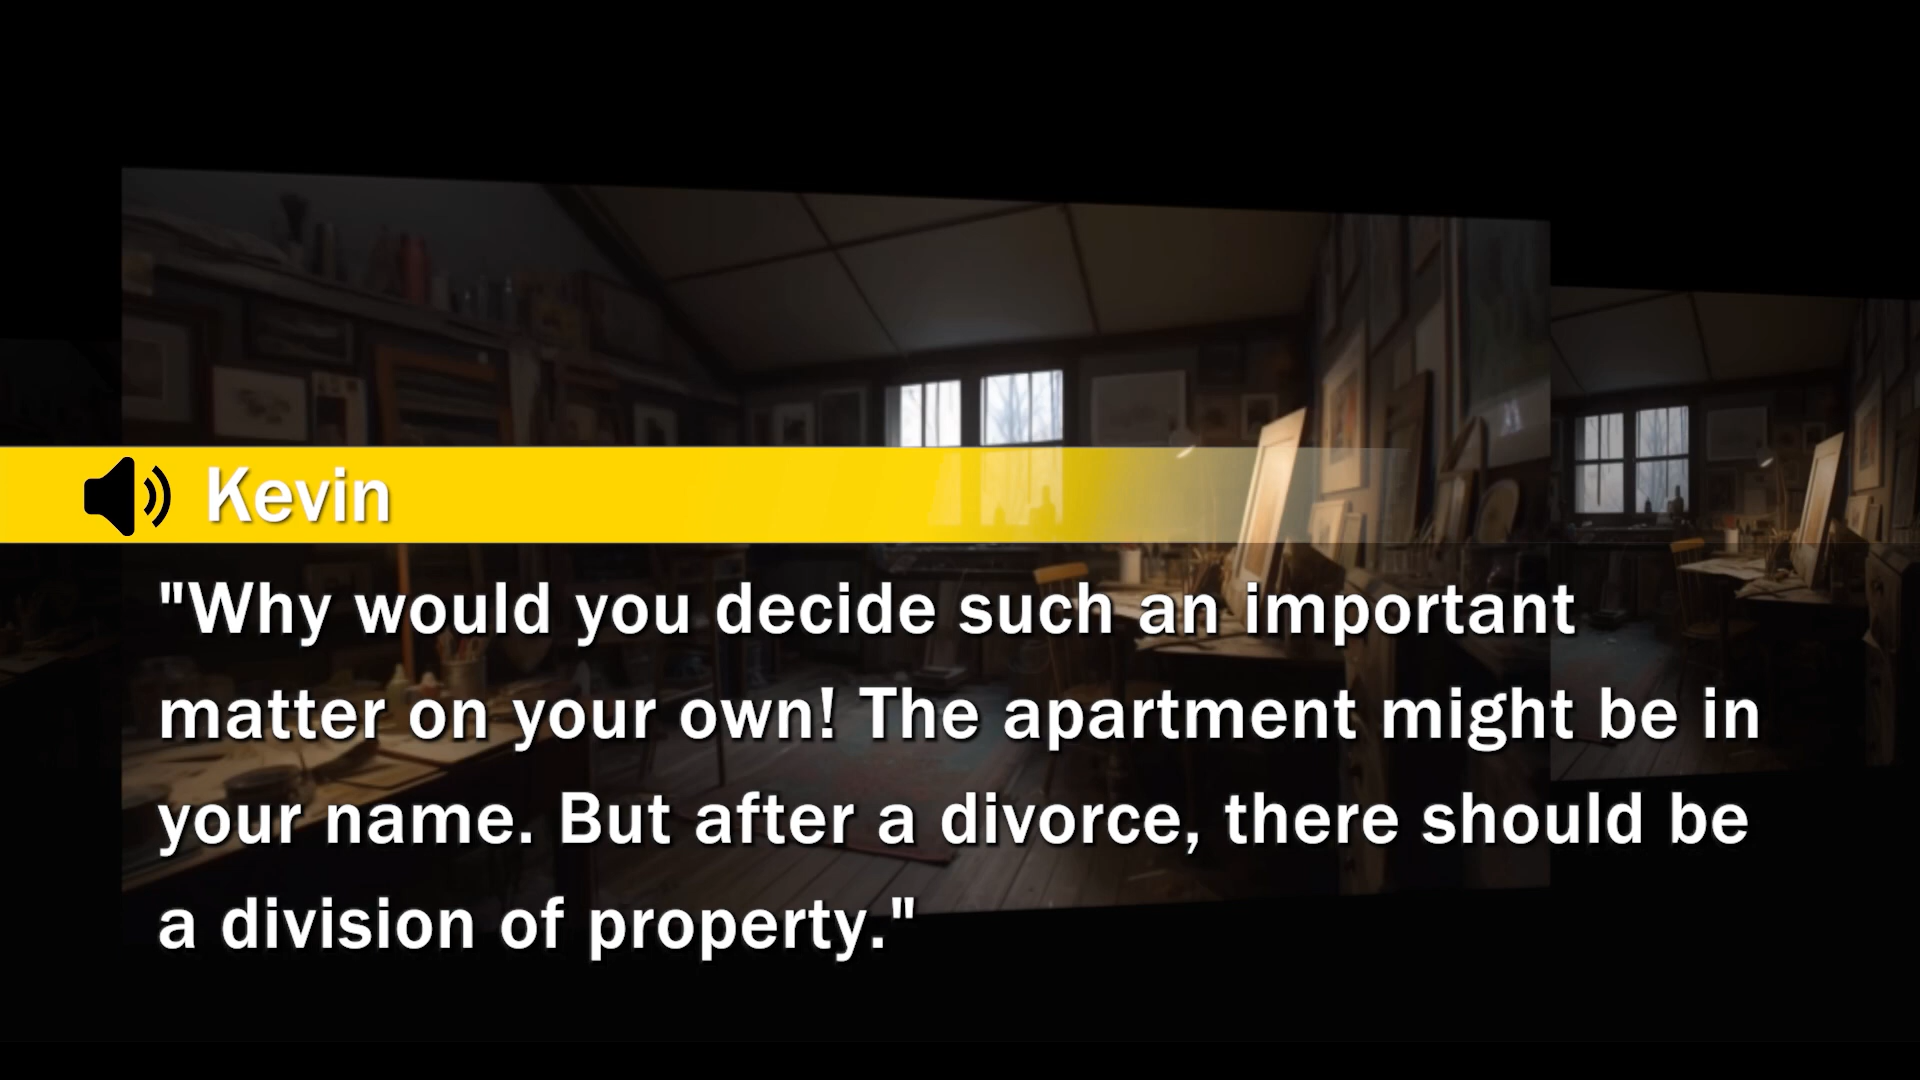 Kevin
"Why would you decide such an important
matter on your own! The apartment might be in
your name. But after a divorce, there should be
a division of property."